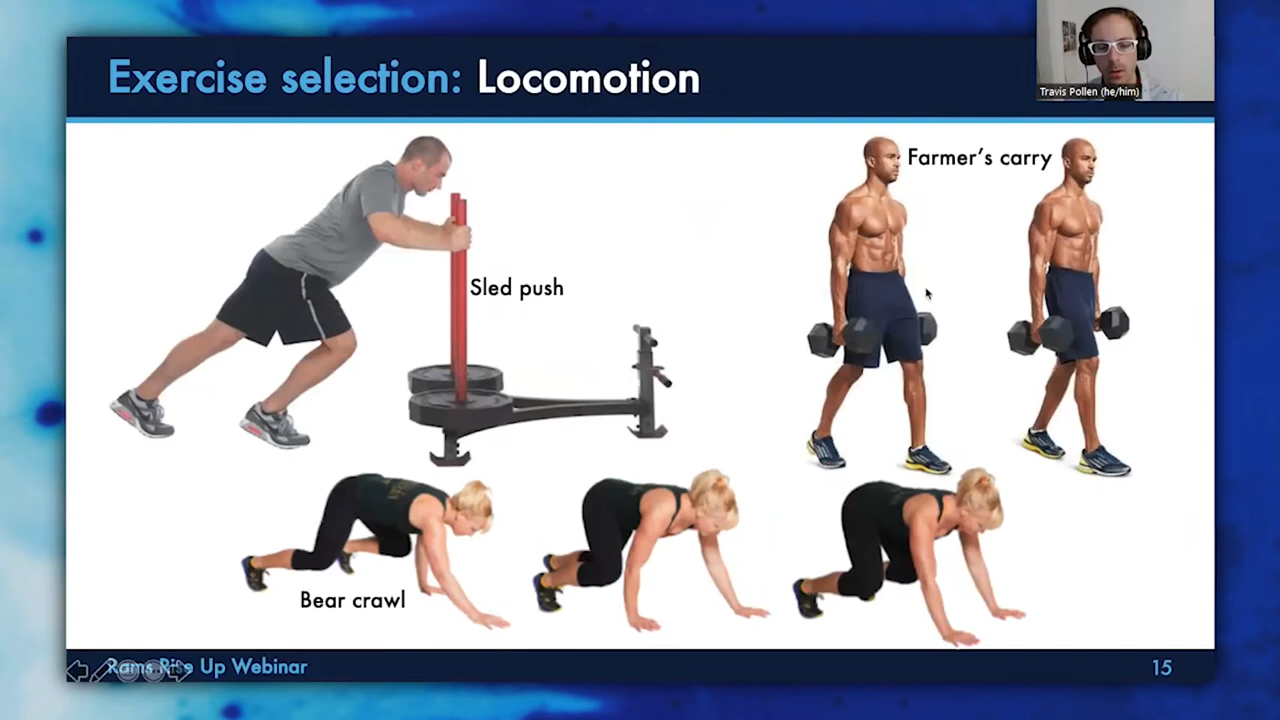 Exercise selection: Locomotion
Travis Pollen (he/him)
Farmer's carry
Sled push
Bear crawl
Rams Rise Up Webinar
15